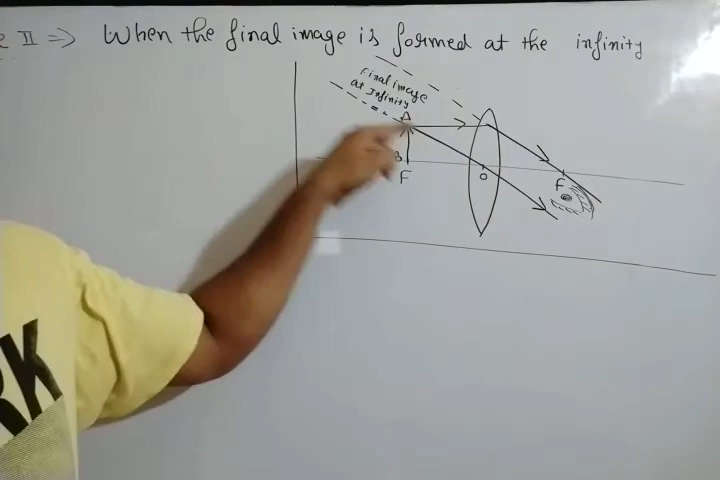 e II => When the final image is formed at the infinity
Final image
at Infinity
A
B
F
O
F
RK